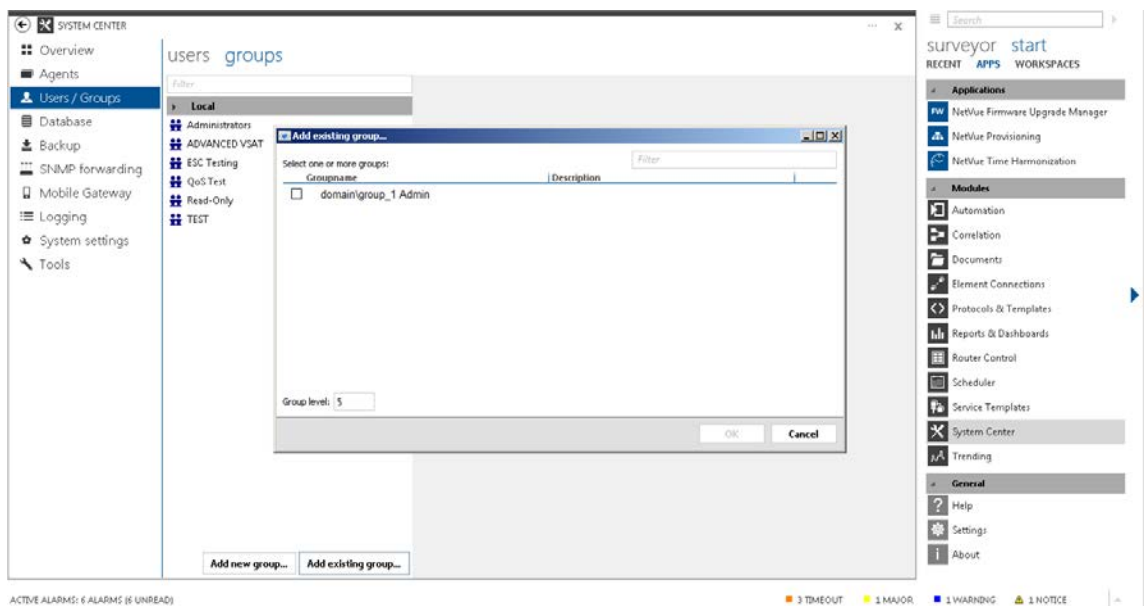 SYSTEM CENTER
Overview
Agents
Users / Groups
Database
Backup
SNMP forwarding
Mobile Gateway
Logging
System settings
Tools
users groups
Filter
Local
Administrators
ADVANCED VSAT
ESC Testing
QoS Test
Read-Only
TEST
Add new group...
Add existing group...
Add existing group...
Select one or more groups:
Filter
Groupname
Description
domain\group_1 Admin
Group level: 5
OK
Cancel
Search
surveyor start
RECENT APPS WORKSPACES
Applications
FW NetVue Firmware Upgrade Manager
NetVue Provisioning
NetVue Time Harmonization
Modules
Automation
Correlation
Documents
Element Connections
Protocols & Templates
Reports & Dashboards
Router Control
Scheduler
Service Templates
System Center
Trending
General
Help
Settings
About
ACTIVE ALARMS: 6 ALARMS (6 UNREAD)
3 TIMEOUT
1 MAJOR
1 WARNING
1 NOTICE